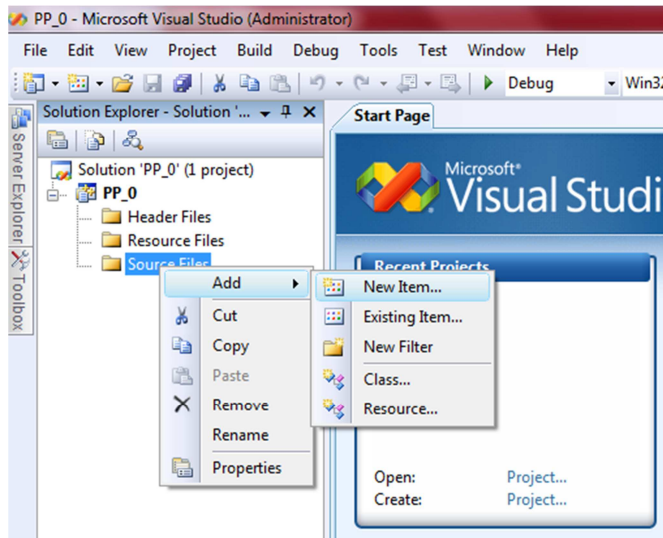 PP_0 - Microsoft Visual Studio (Administrator)
File Edit View Project Build Debug Tools Test Window Help
Debug Win32
Solution Explorer - Solution '...
Start Page
Server Explorer
Toolbox
Solution 'PP_0' (1 project)
PP_0
Header Files
Resource Files
Source Files
Microsoft®
Visual Studi
Recent Projects
Add
Cut
Copy
Paste
Remove
Rename
Properties
New Item...
Existing Item...
New Filter
Class...
Resource...
Open: Project...
Create: Project...